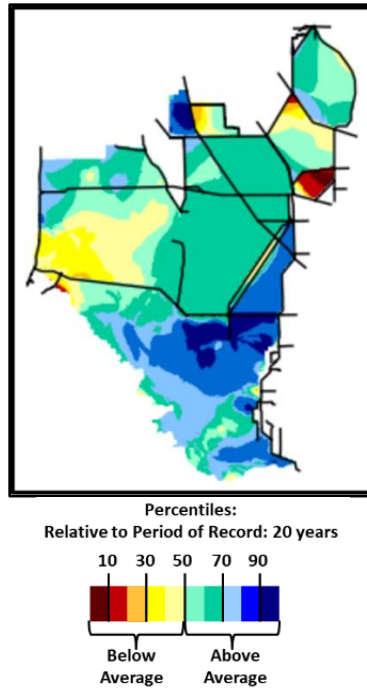 Percentiles:
Relative to Period of Record: 20 years
10 30 50 70 90
Below Above
Average Average